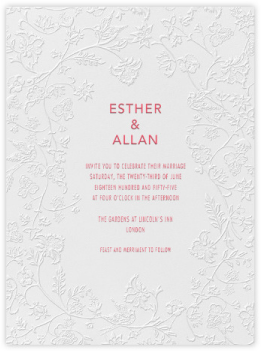 ESTHER
&
ALLAN
INVITE YOU TO CELEBRATE THEIR MARRIAGE
SATURDAY, THE TWENTY-THIRD OF JUNE
EIGHTEEN HUNDRED AND FIFTY-FIVE
AT FOUR O'CLOCK IN THE AFTERNOON
THE GARDENS AT LINCOLN'S INN
LONDON
FEAST AND MERRIMENT TO FOLLOW